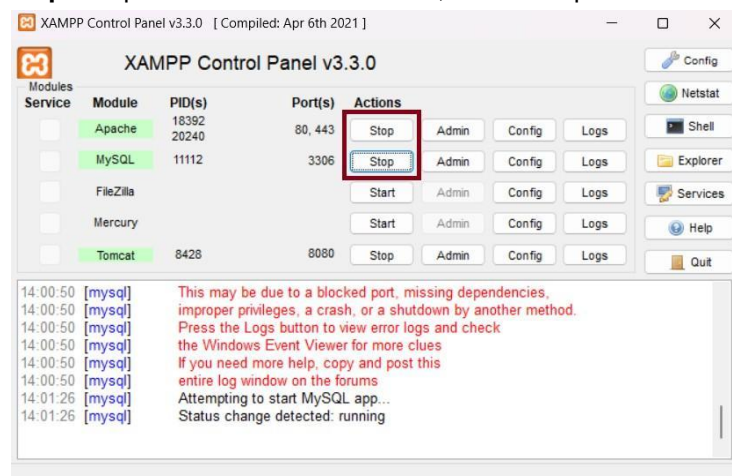 XAMPP Control Panel v3.3.0 [ Compiled: Apr 6th 2021 ]
XAMPP Control Panel v3.3.0
Config
Modules
Service Module PID(s) Port(s) Actions
Netstat
Apache 18392 20240 80, 443 Stop Admin Config Logs
Shell
MySQL 11112 3306 Stop Admin Config Logs
Explorer
FileZilla Start Admin Config Logs
Services
Mercury Start Admin Config Logs
Help
Tomcat 8428 8080 Stop Admin Config Logs
Quit
14:00:50 [mysql] This may be due to a blocked port, missing dependencies,
14:00:50 [mysql] improper privileges, a crash, or a shutdown by another method.
14:00:50 [mysql] Press the Logs button to view error logs and check
14:00:50 [mysql] the Windows Event Viewer for more clues
14:00:50 [mysql] If you need more help, copy and post this
14:00:50 [mysql] entire log window on the forums
14:01:26 [mysql] Attempting to start MySQL app...
14:01:26 [mysql] Status change detected: running